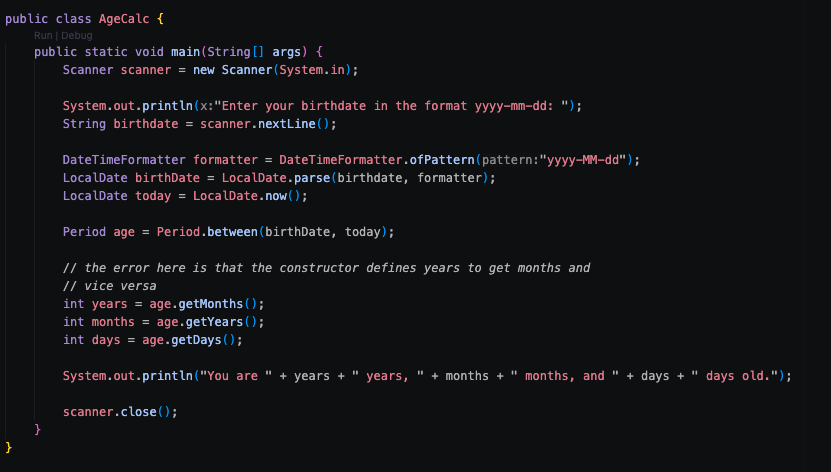 public class AgeCalc {
Run | Debug
public static void main(String[] args) {
Scanner scanner = new Scanner(System.in);
System.out.println(x:"Enter your birthdate in the format yyyy-mm-dd: ");
String birthdate = scanner.nextLine();
DateTimeFormatter formatter = DateTimeFormatter.ofPattern(pattern:"yyyy-MM-dd");
LocalDate birthDate = LocalDate.parse(birthdate, formatter);
LocalDate today = LocalDate.now();
Period age = Period.between(birthDate, today);
// the error here is that the constructor defines years to get months and
// vice versa
int years = age.getMonths();
int months = age.getYears();
int days = age.getDays();
System.out.println("You are " + years + " years, " + months + " months, and " + days + " days old.");
scanner.close();
}
}